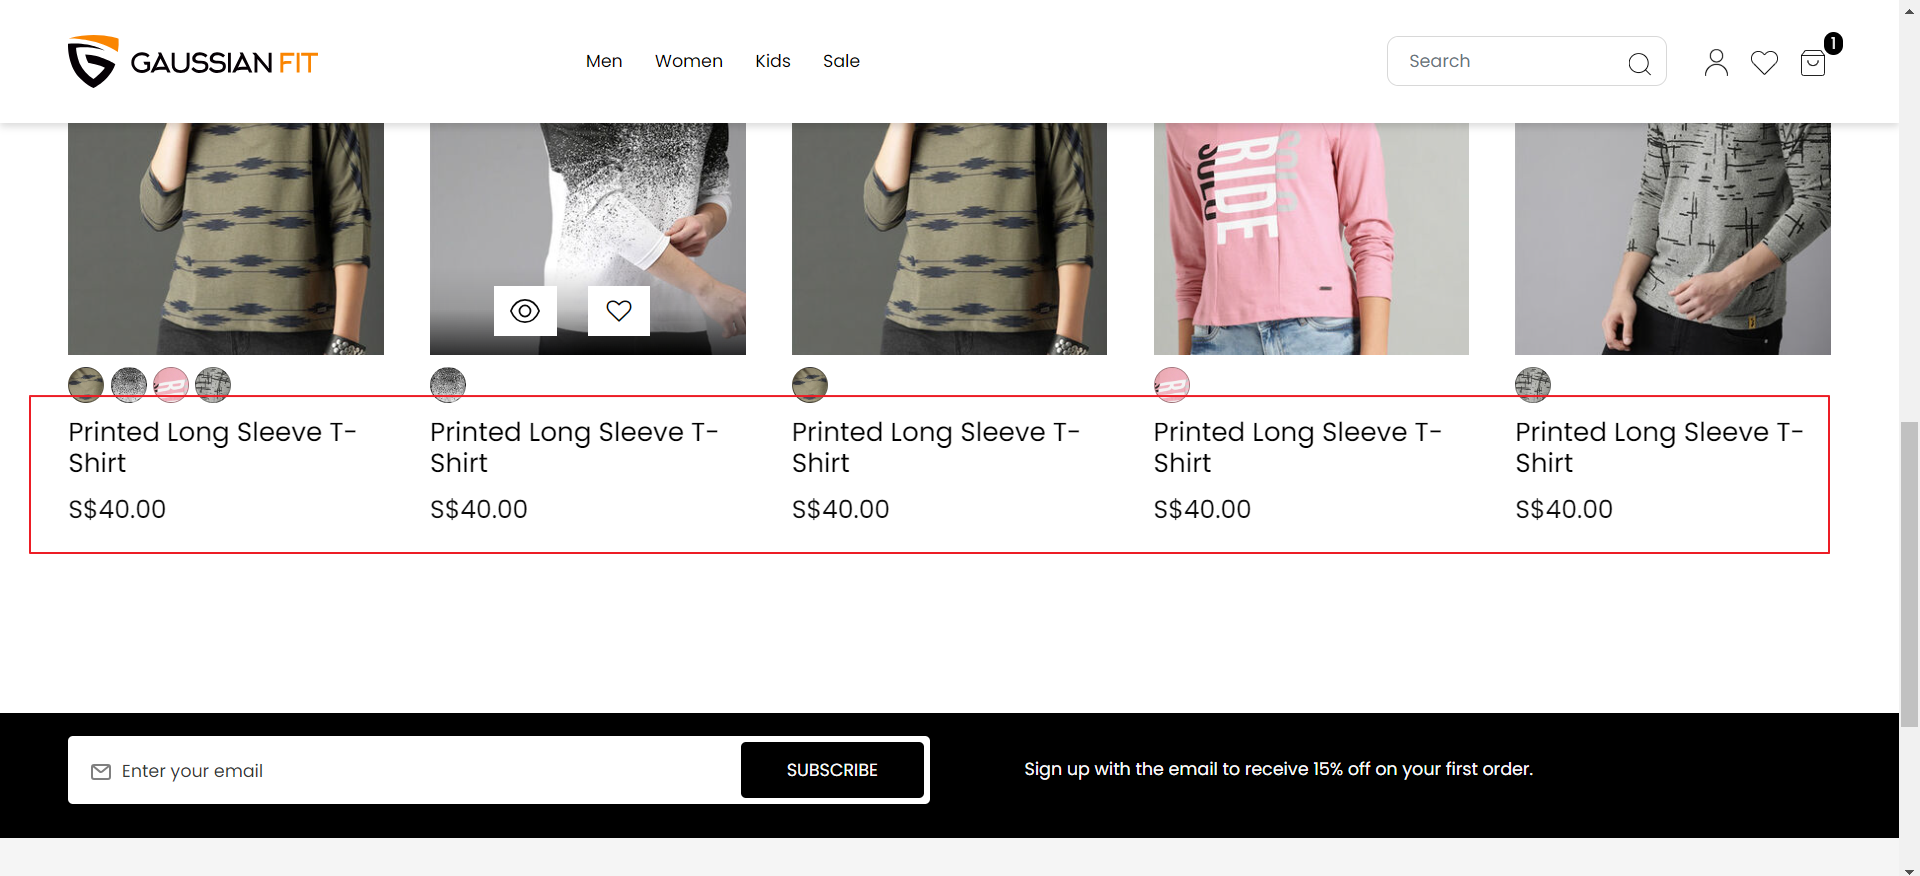 GAUSSIAN FIT
Men Women Kids Sale
Search
1
SOLO
RIDE
SOLO
Printed Long Sleeve T-
Shirt
S$40.00
Printed Long Sleeve T-
Shirt
S$40.00
Printed Long Sleeve T-
Shirt
S$40.00
Printed Long Sleeve T-
Shirt
S$40.00
Printed Long Sleeve T-
Shirt
S$40.00
Enter your email
SUBSCRIBE
Sign up with the email to receive 15% off on your first order.